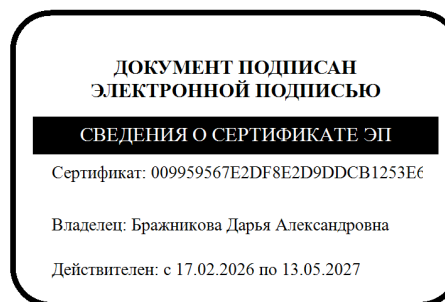 ДОКУМЕНТ ПОДПИСАН
ЭЛЕКТРОННОЙ ПОДПИСЬЮ
СВЕДЕНИЯ О СЕРТИФИКАТЕ ЭП
Сертификат: 009959567E2DF8E2D9DDCB1253E6
Владелец: Бражникова Дарья Александровна
Действителен: с 17.02.2026 по 13.05.2027